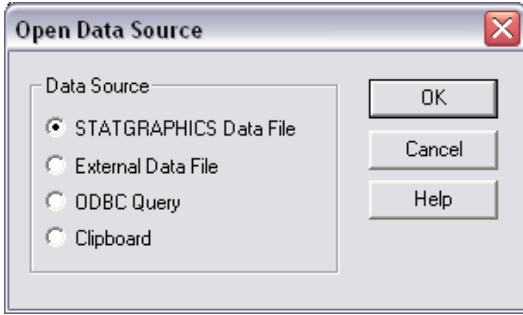 Open Data Source
Data Source
STATGRAPHICS Data File
External Data File
ODBC Query
Clipboard
OK
Cancel
Help